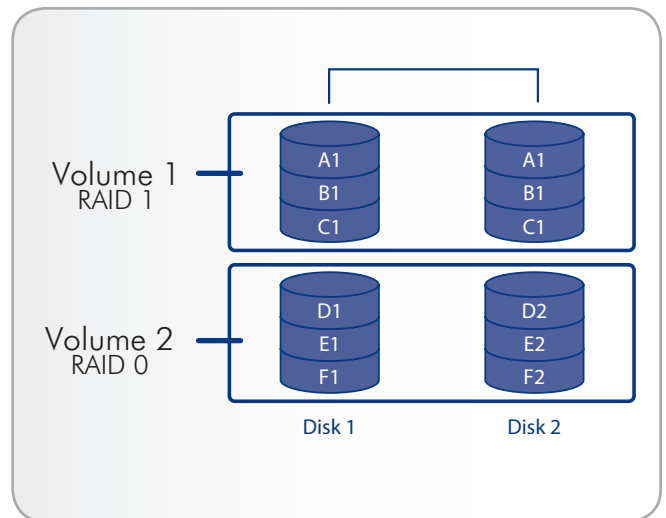 Volume 1
RAID 1
A1
B1
C1
A1
B1
C1
Volume 2
RAID 0
D1
E1
F1
D2
E2
F2
Disk 1
Disk 2